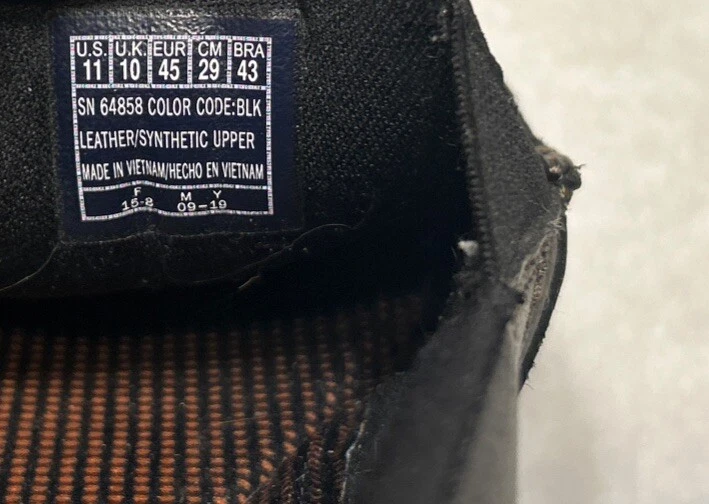 U.S. U.K. EUR CM BRA
11 10 45 29 43
SN 64858 COLOR CODE:BLK
LEATHER/SYNTHETIC UPPER
MADE IN VIETNAM/HECHO EN VIETNAM
F M Y
15-8 09-19